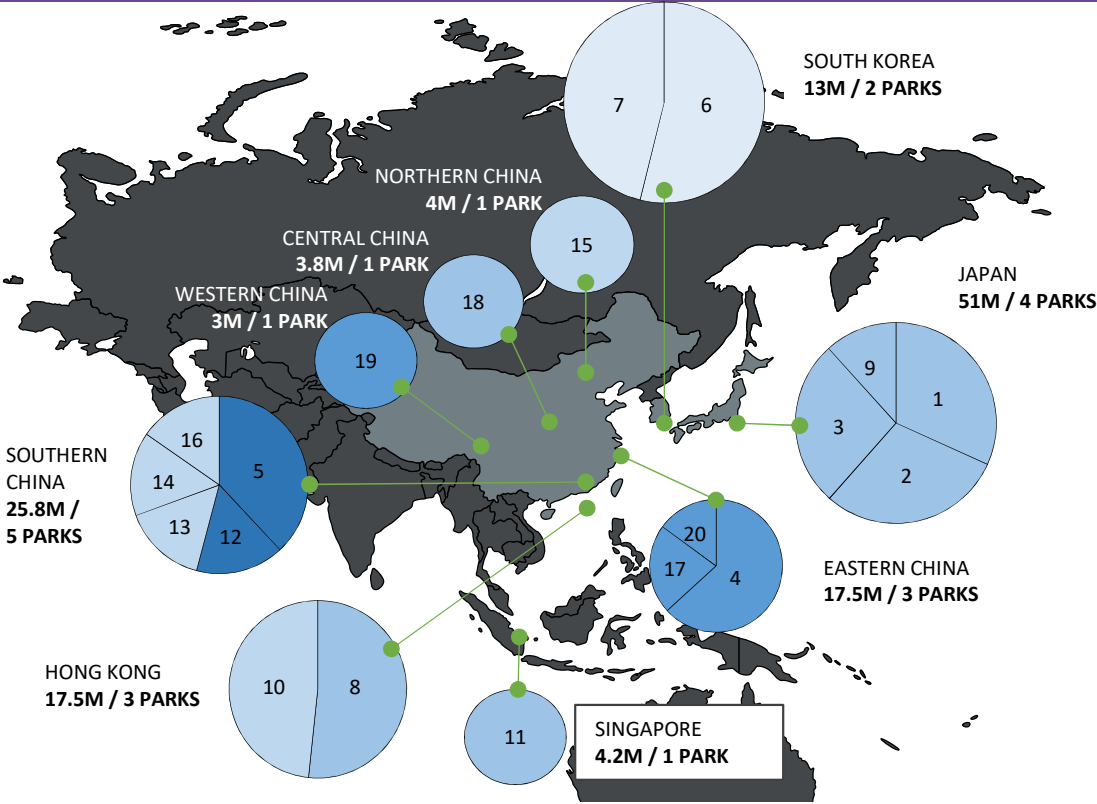 SOUTH KOREA
13M / 2 PARKS
7
6
NORTHERN CHINA
4M / 1 PARK
15
CENTRAL CHINA
3.8M / 1 PARK
18
WESTERN CHINA
3M / 1 PARK
19
JAPAN
51M / 4 PARKS
9
1
3
2
SOUTHERN
CHINA
25.8M /
5 PARKS
16
5
14
13
12
20
17
4
EASTERN CHINA
17.5M / 3 PARKS
HONG KONG
17.5M / 3 PARKS
10
8
11
SINGAPORE
4.2M / 1 PARK